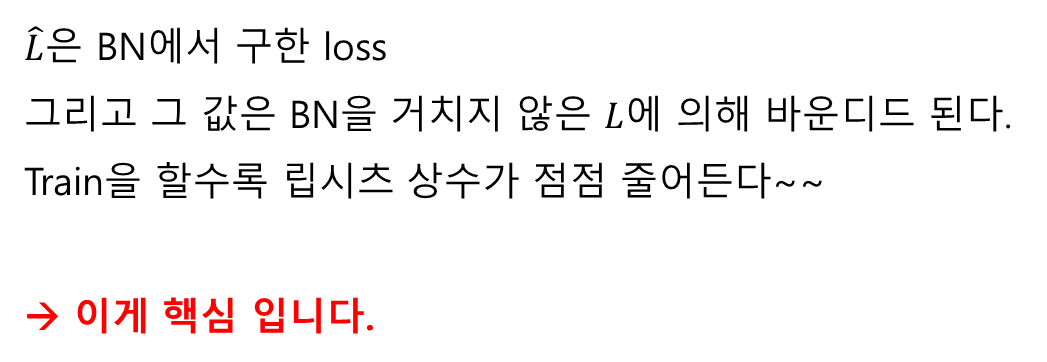 L̂은 BN에서 구한 loss
그리고 그 값은 BN을 거치지 않은 L에 의해 바운디드 된다.
Train을 할수록 립시츠 상수가 점점 줄어든다~~
→ 이게 핵심 입니다.